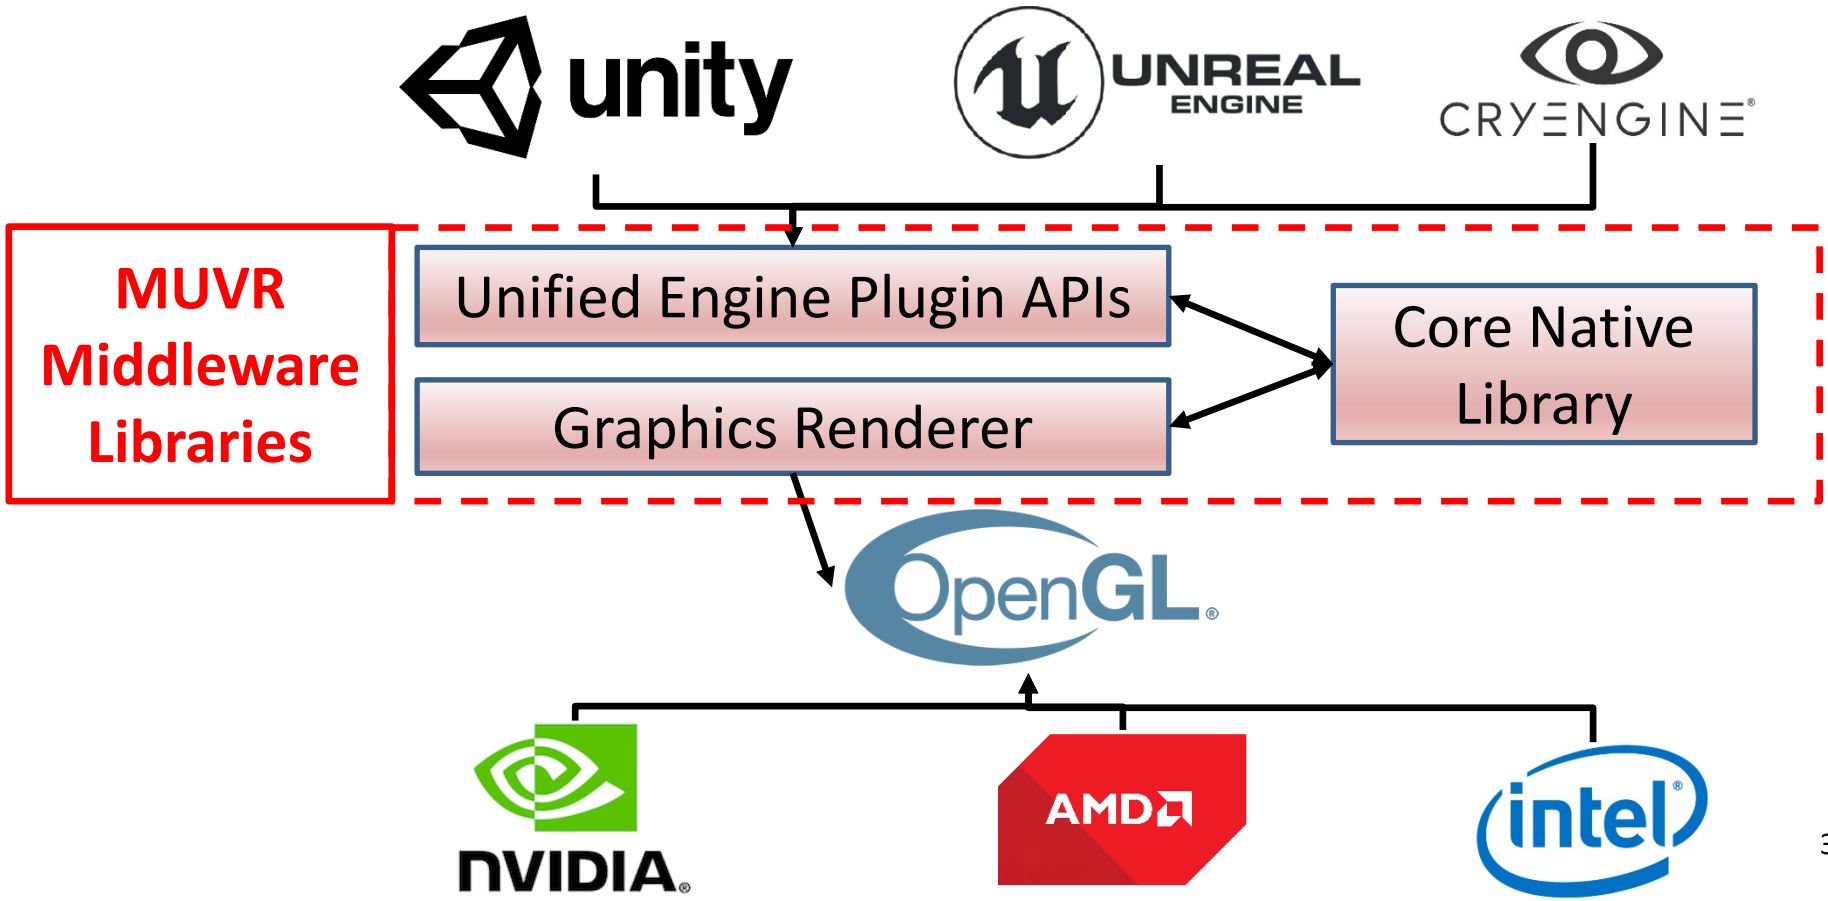 unity
UNREAL
ENGINE
CRYENGINE®
MUVR
Middleware
Libraries
Unified Engine Plugin APIs
Core Native
Library
Graphics Renderer
OpenGL®
NVIDIA®
AMD
intel®
3